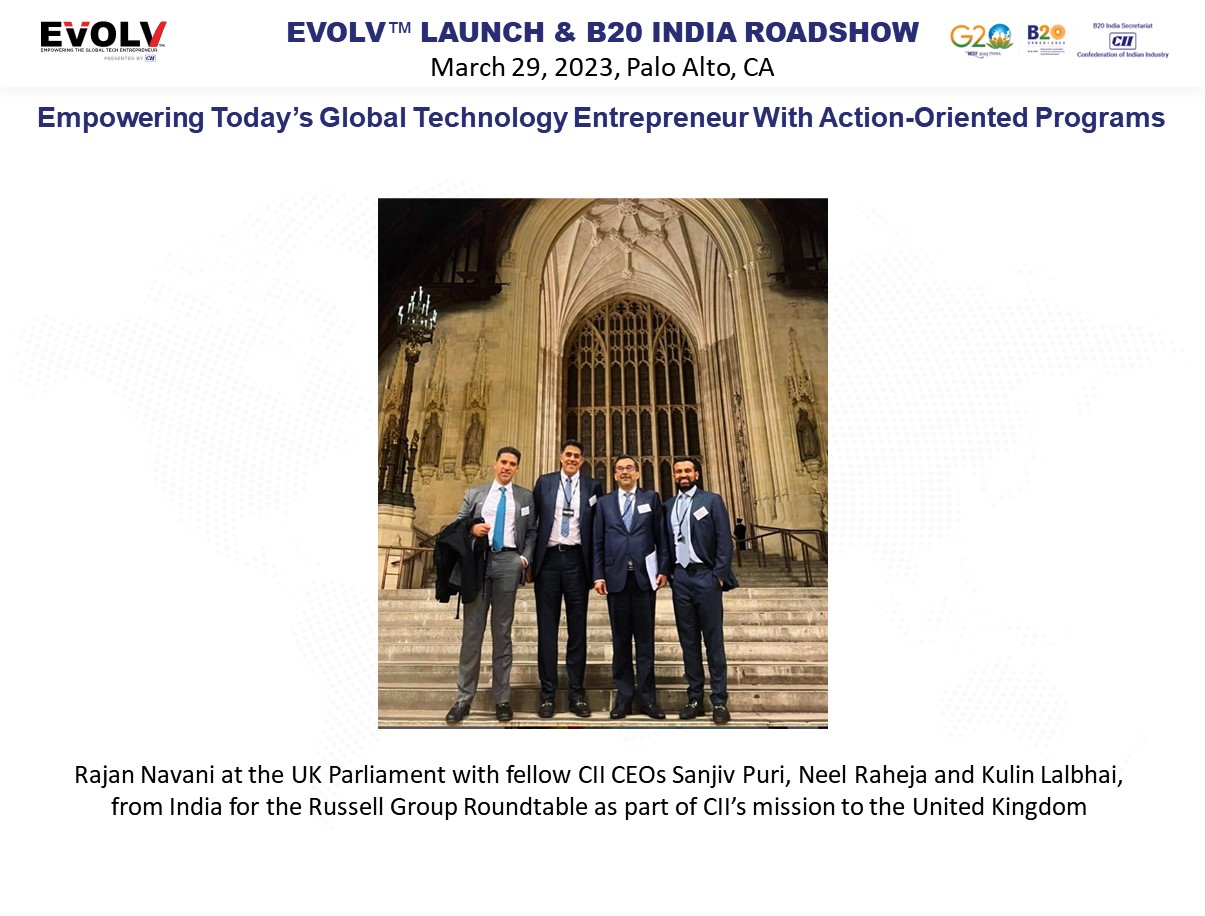 EVOLV™
EMPOWERING THE GLOBAL TECH ENTREPRENEUR
PRESENTED BY CII
EVOLV™ LAUNCH & B20 INDIA ROADSHOW
March 29, 2023, Palo Alto, CA
G20
B20
B20 India Secretariat
CII
Confederation of Indian Industry
Empowering Today’s Global Technology Entrepreneur With Action-Oriented Programs
Rajan Navani at the UK Parliament with fellow CII CEOs Sanjiv Puri, Neel Raheja and Kulin Lalbhai,
from India for the Russell Group Roundtable as part of CII’s mission to the United Kingdom